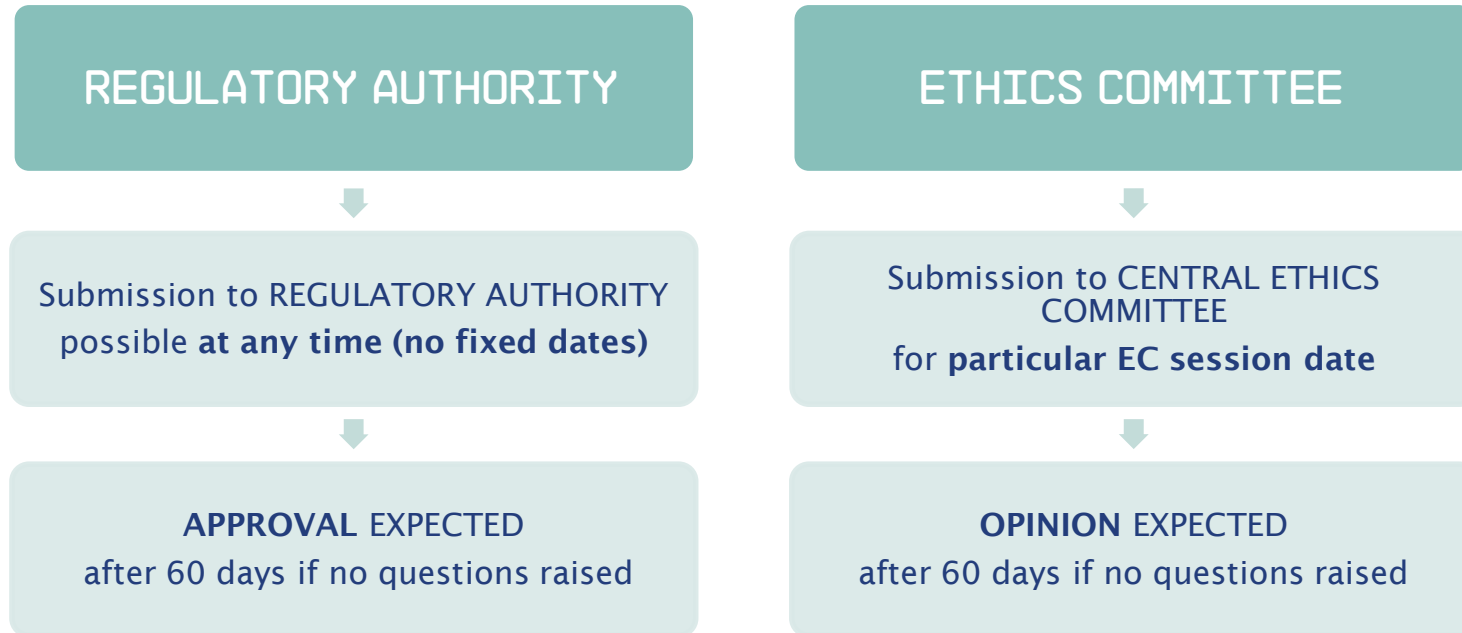 REGULATORY AUTHORITY
Submission to REGULATORY AUTHORITY
possible at any time (no fixed dates)
APPROVAL EXPECTED
after 60 days if no questions raised
ETHICS COMMITTEE
Submission to CENTRAL ETHICS
COMMITTEE
for particular EC session date
OPINION EXPECTED
after 60 days if no questions raised